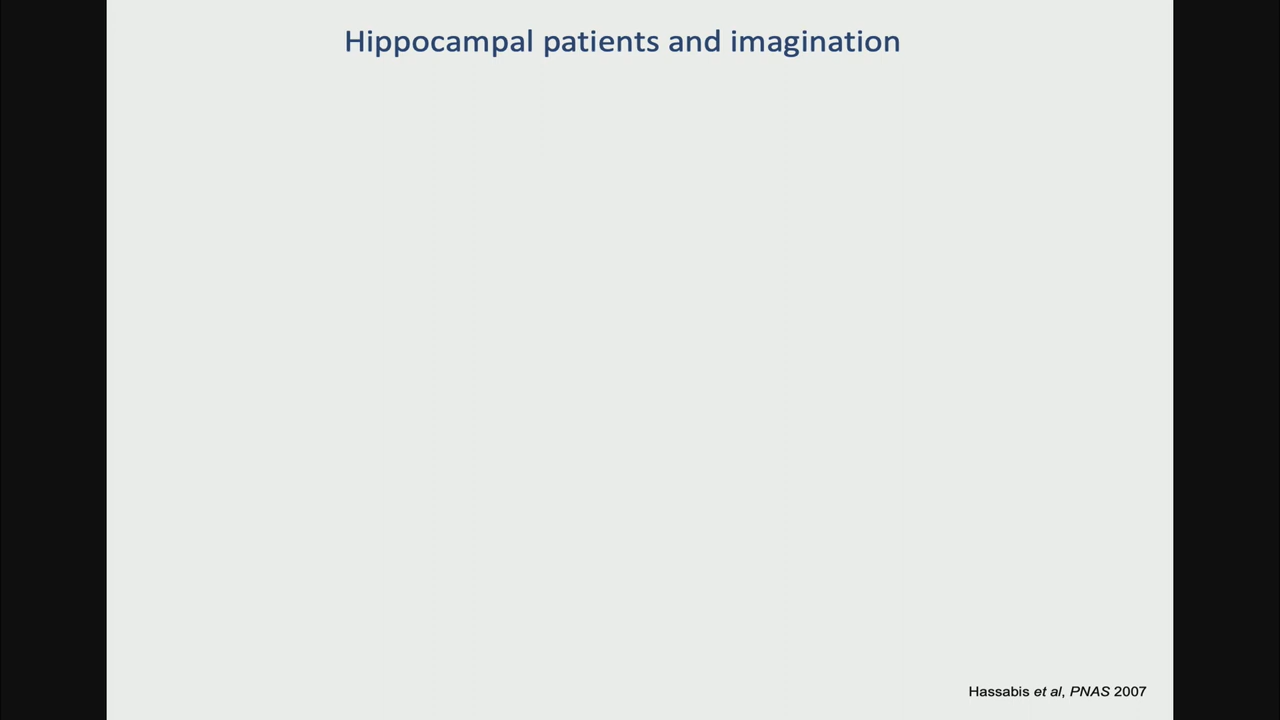 Hippocampal patients and imagination
Hassabis et al, PNAS 2007